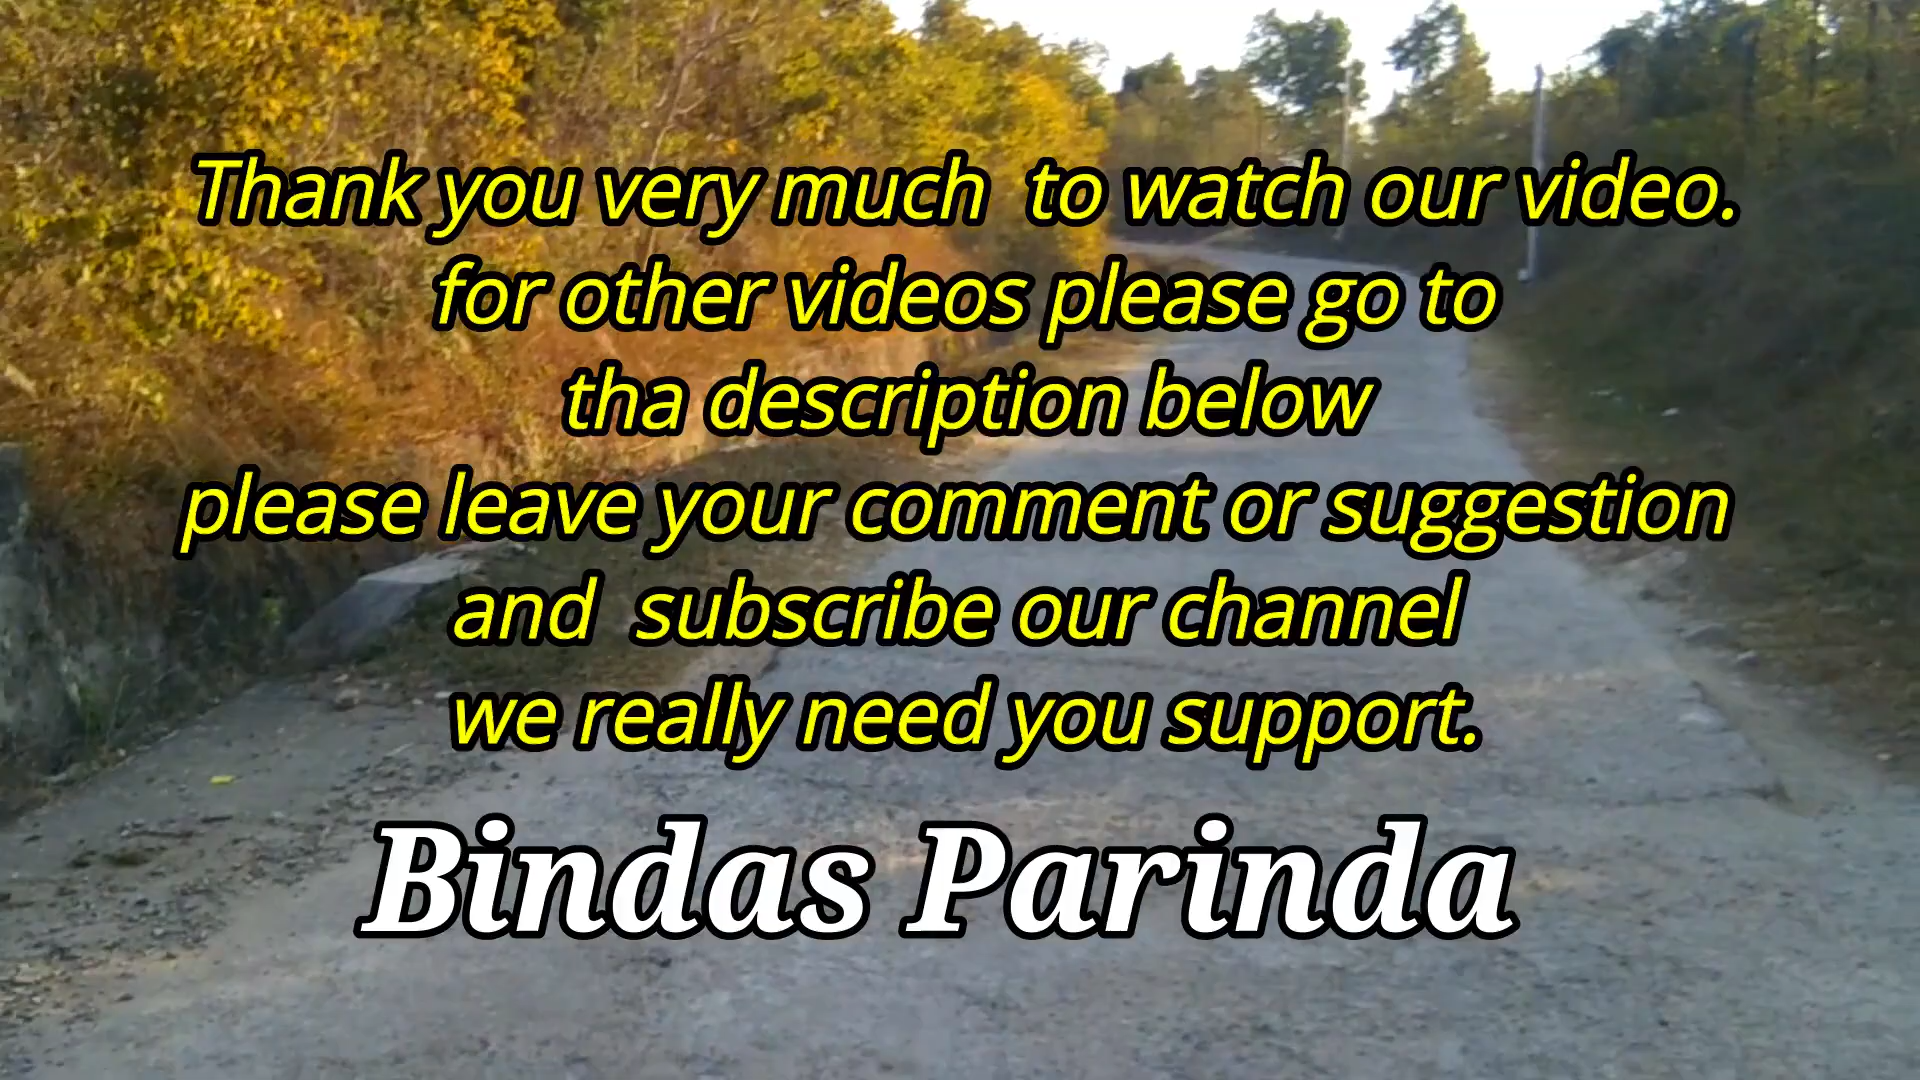 Thank you very much  to watch our video.
for other videos please go to
tha description below
please leave your comment or suggestion
and  subscribe our channel
we really need you support.
Bindas Parinda